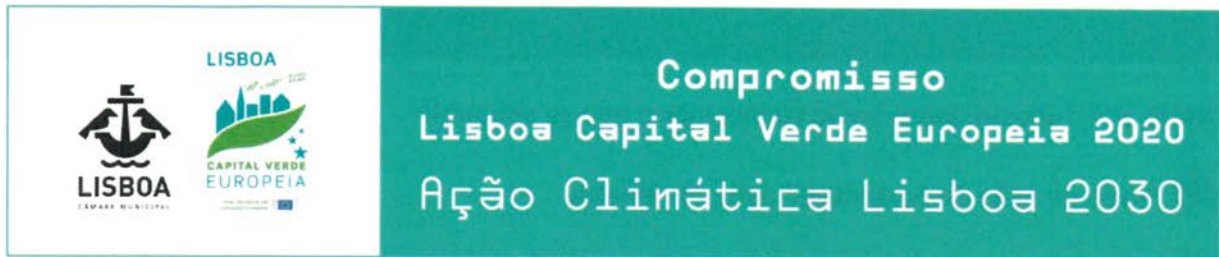 LISBOA
CÂMARA MUNICIPAL
LISBOA
CAPITAL VERDE
EUROPEIA
Compromisso
Lisboa Capital Verde Europeia 2020
Ação Climática Lisboa 2030